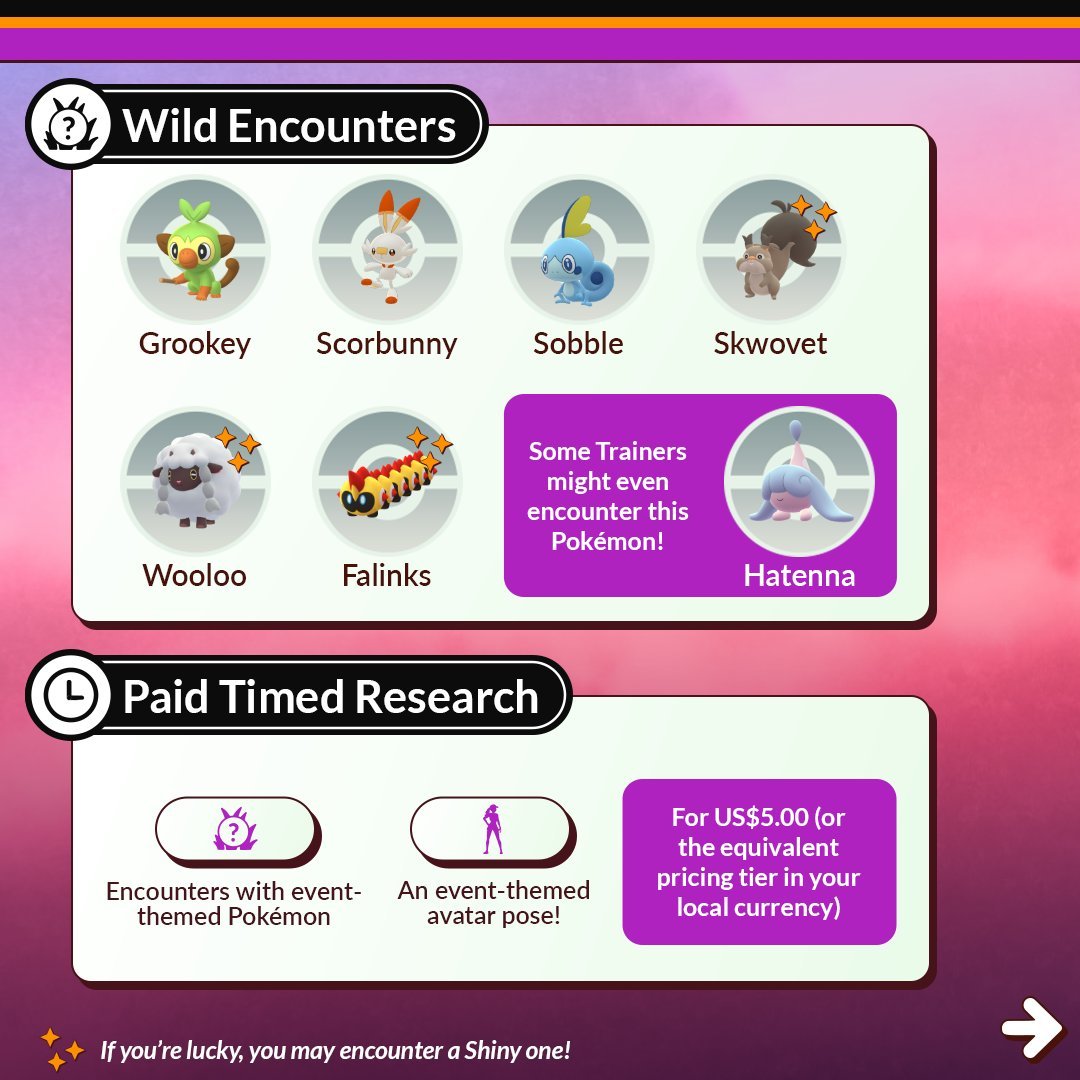 Wild Encounters
Grookey
Scorbunny
Sobble
Skwovet
Wooloo
Falinks
Some Trainers
might even
encounter this
Pokémon!
Hatenna
Paid Timed Research
Encounters with event-
themed Pokémon
An event-themed
avatar pose!
For US$5.00 (or
the equivalent
pricing tier in your
local currency)
If you’re lucky, you may encounter a Shiny one!